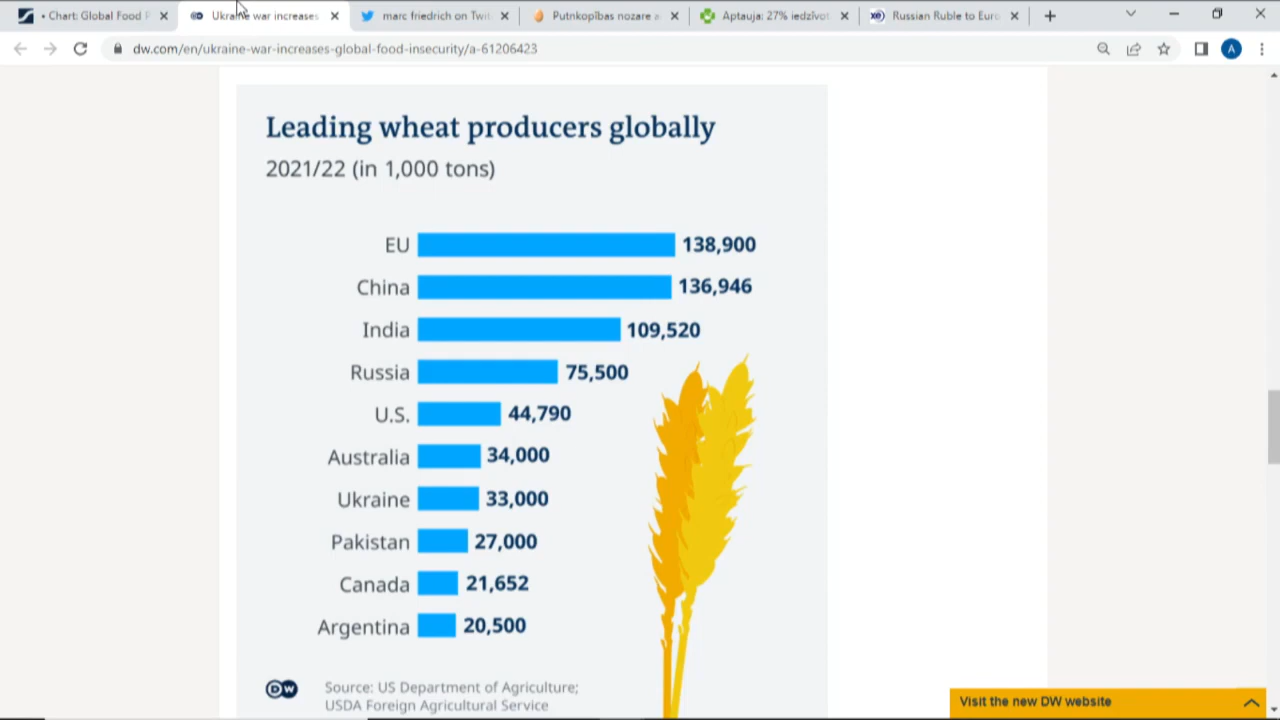 Chart: Global Food P
Ukraine war increases
marc friedrich on Twit
Putnkopības nozare a
Aptauja: 27% iedzīvot
Russian Ruble to Euro
dw.com/en/ukraine-war-increases-global-food-insecurity/a-61206423
A
Leading wheat producers globally
2021/22 (in 1,000 tons)
EU 138,900
China 136,946
India 109,520
Russia 75,500
U.S. 44,790
Australia 34,000
Ukraine 33,000
Pakistan 27,000
Canada 21,652
Argentina 20,500
DW
Source: US Department of Agriculture;
USDA Foreign Agricultural Service
Visit the new DW website